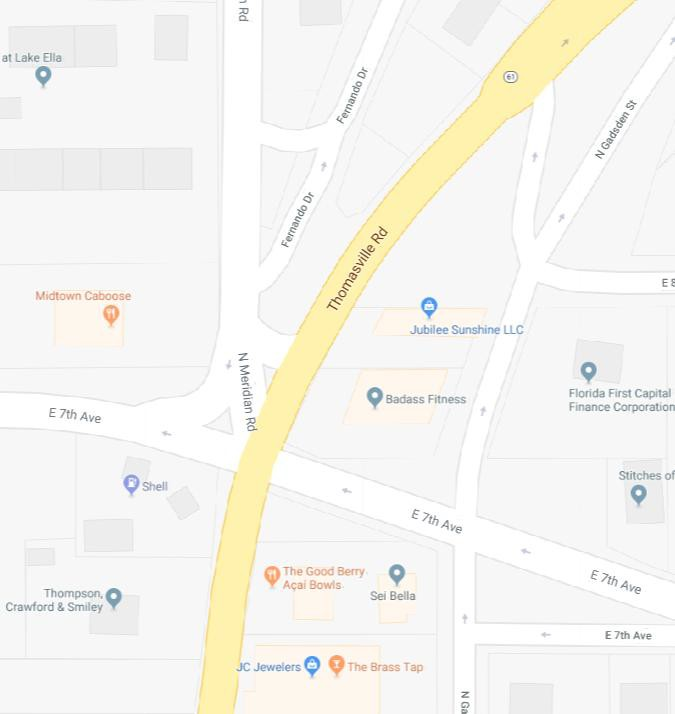 n Rd
at Lake Ella
61
Fernando Dr
N Gadsden St
Fernando Dr
Thomasville Rd
E 8
Midtown Caboose
Jubilee Sunshine LLC
N Meridian Rd
Florida First Capital
Finance Corporation
Badass Fitness
E 7th Ave
Stitches of
Shell
E 7th Ave
The Good Berry
Açaí Bowls
Sei Bella
E 7th Ave
Thompson,
Crawford & Smiley
E 7th Ave
JC Jewelers
The Brass Tap
N Ga